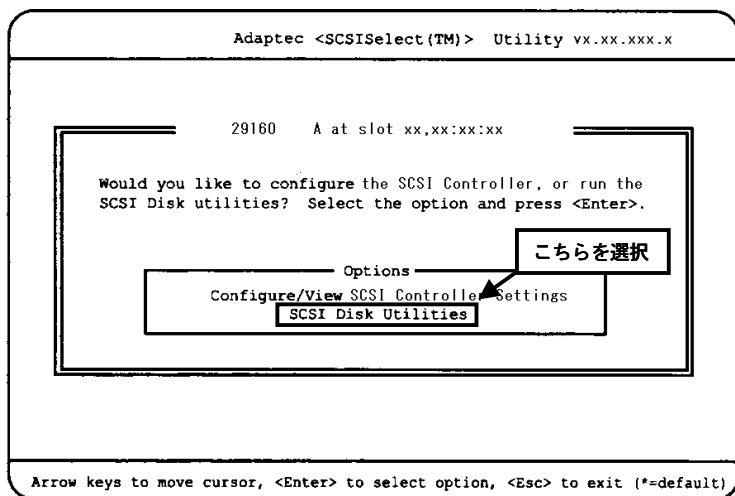 Adaptec <SCSISelect(TM)> Utility vx.xx.xxx.x
29160 A at slot xx,xx:xx:xx
Would you like to configure the SCSI Controller, or run the
SCSI Disk utilities? Select the option and press <Enter>.
こちらを選択
Options
Configure/View SCSI Controller Settings
SCSI Disk Utilities
Arrow keys to move cursor, <Enter> to select option, <Esc> to exit (*=default)